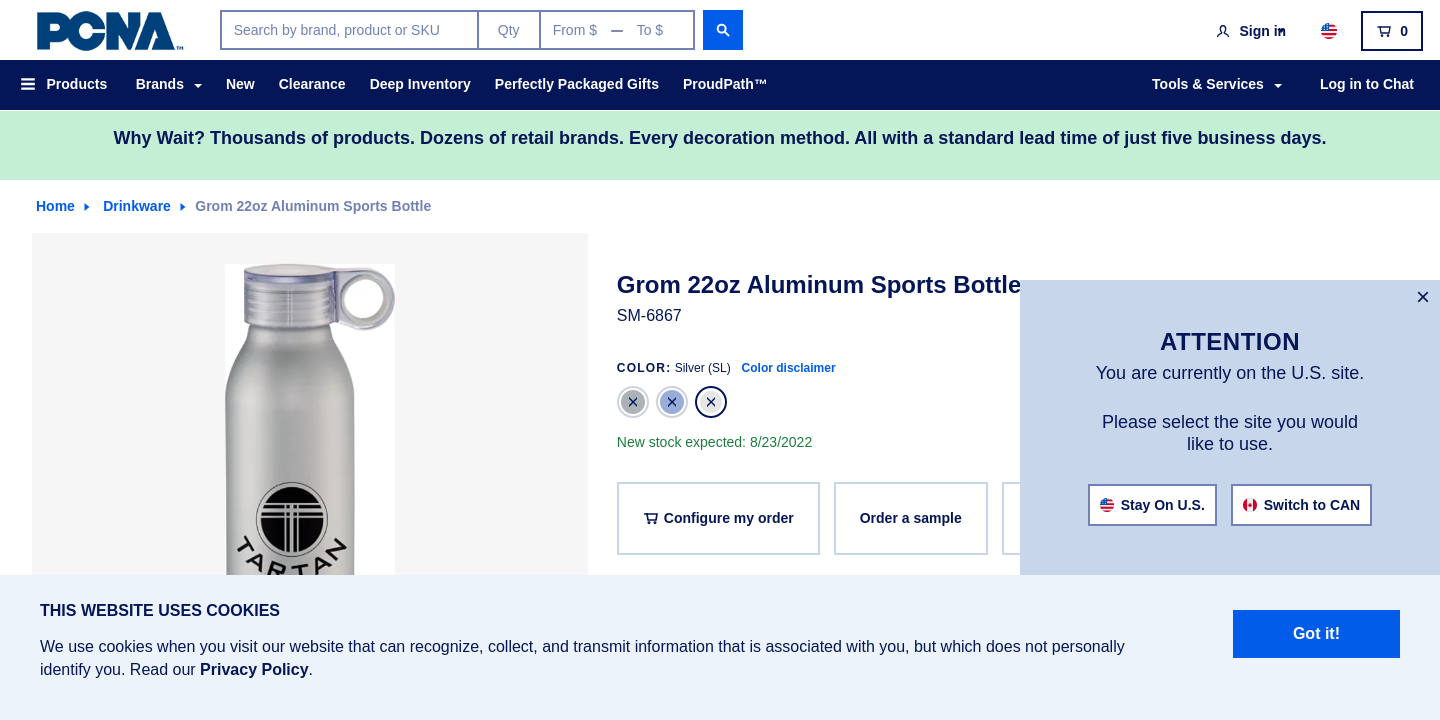 PCNA™
Search by brand, product or SKU
Qty
From $ — To $
Sign in
0
Products
Brands
New
Clearance
Deep Inventory
Perfectly Packaged Gifts
ProudPath™
Tools & Services
Log in to Chat
Why Wait? Thousands of products. Dozens of retail brands. Every decoration method. All with a standard lead time of just five business days.
Home
Drinkware
Grom 22oz Aluminum Sports Bottle
TARTAN
Grom 22oz Aluminum Sports Bottle
SM-6867
COLOR: Silver (SL) Color disclaimer
New stock expected: 8/23/2022
Configure my order
Order a sample
ATTENTION
You are currently on the U.S. site.
Please select the site you would
like to use.
Stay On U.S.
Switch to CAN
THIS WEBSITE USES COOKIES
We use cookies when you visit our website that can recognize, collect, and transmit information that is associated with you, but which does not personally
identify you. Read our Privacy Policy.
Got it!